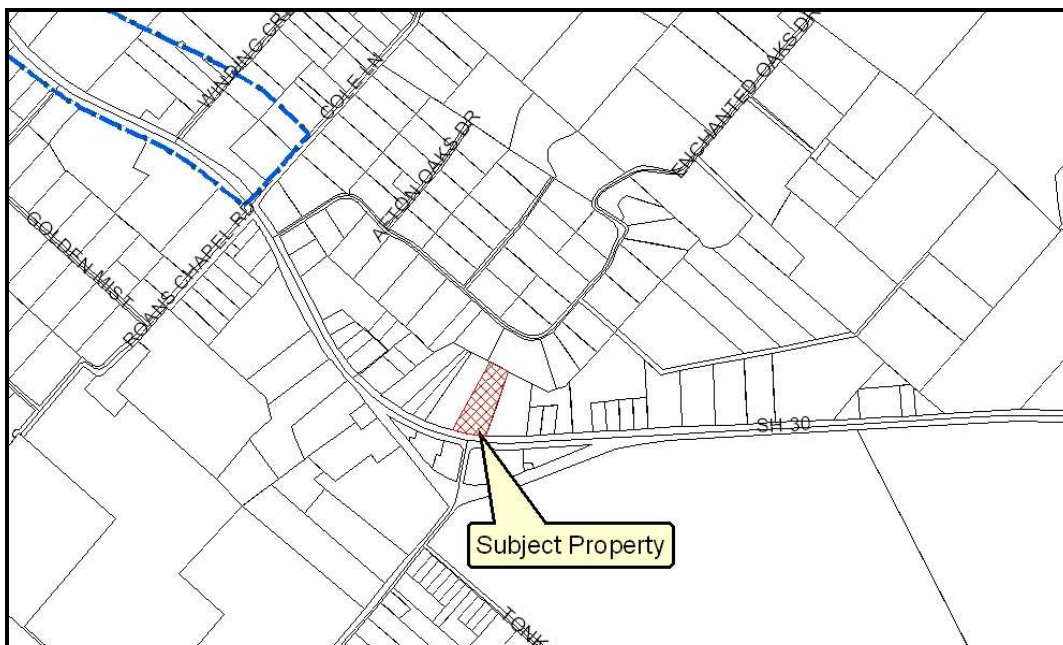 WINDING CR
COLE LN
ENCHANTED OAKS DR
ALTON OAKS DR
GOLDEN MIST
ROANS CHAPEL RD
SH 30
Subject Property
TONK